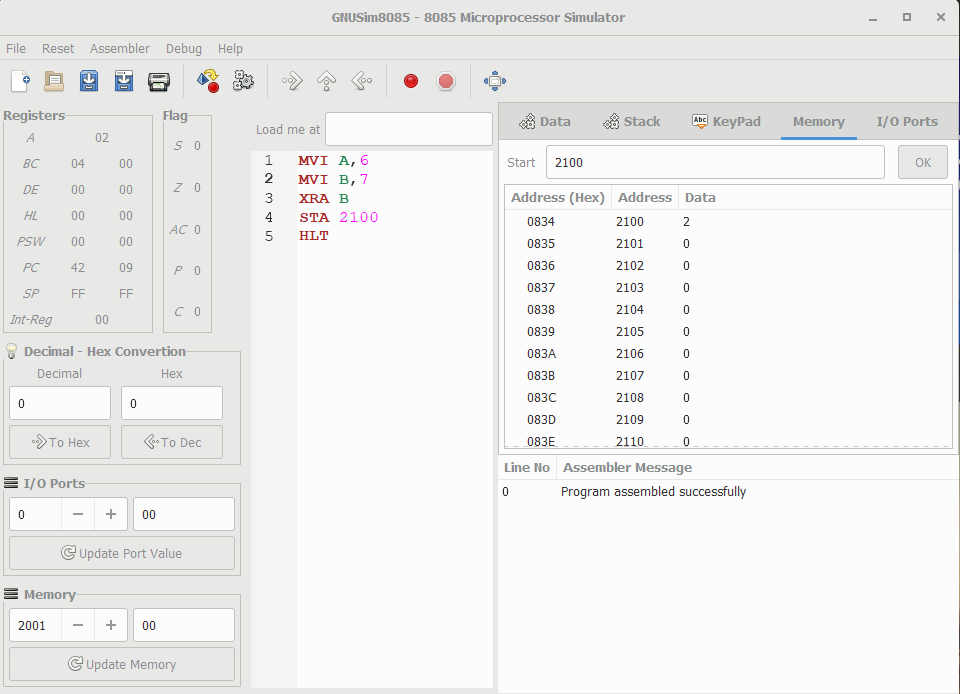 GNUSim8085 - 8085 Microprocessor Simulator
File Reset Assembler Debug Help
Registers
A 02
BC 04 00
DE 00 00
HL 00 00
PSW 00 00
PC 42 09
SP FF FF
Int-Reg 00
Flag
S 0
Z 0
AC 0
P 0
C 0
Decimal - Hex Convertion
Decimal Hex
0 0
To Hex To Dec
I/O Ports
0 − + 00
Update Port Value
Memory
2001 − + 00
Update Memory
Load me at
1 MVI A,6
2 MVI B,7
3 XRA B
4 STA 2100
5 HLT
Data Stack Abc KeyPad Memory I/O Ports
Start 2100 OK
Address (Hex) Address Data
0834 2100 2
0835 2101 0
0836 2102 0
0837 2103 0
0838 2104 0
0839 2105 0
083A 2106 0
083B 2107 0
083C 2108 0
083D 2109 0
083E 2110 0
Line No Assembler Message
0 Program assembled successfully